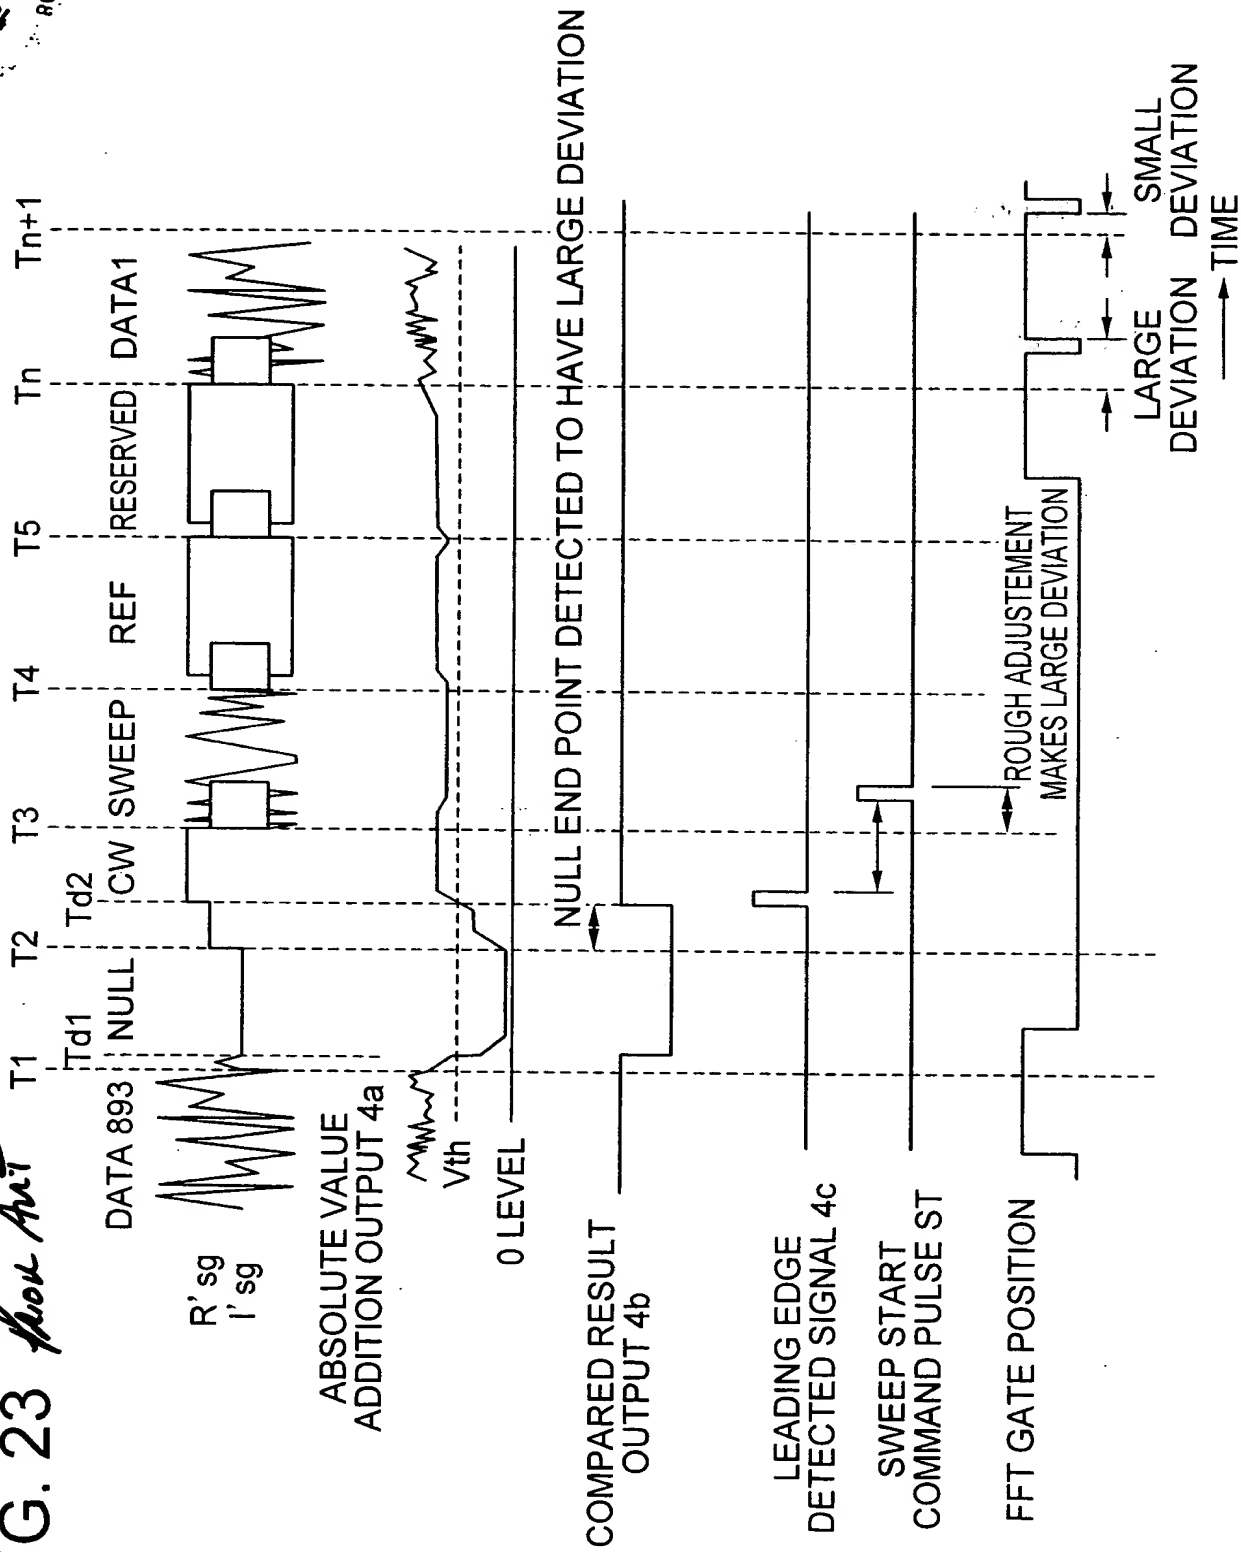 G. 23 Prior Art
T1 Td1 T2 Td2 T3 T4 T5 Tn Tn+1
DATA 893 NULL CW SWEEP REF RESERVED DATA1
R' sg
I' sg
ABSOLUTE VALUE
ADDITION OUTPUT 4a
Vth
0 LEVEL
NULL END POINT DETECTED TO HAVE LARGE DEVIATION
COMPARED RESULT
OUTPUT 4b
LEADING EDGE
DETECTED SIGNAL 4c
SWEEP START
COMMAND PULSE ST
ROUGH ADJUSTEMENT
MAKES LARGE DEVIATION
FFT GATE POSITION
LARGE
DEVIATION
SMALL
DEVIATION
TIME